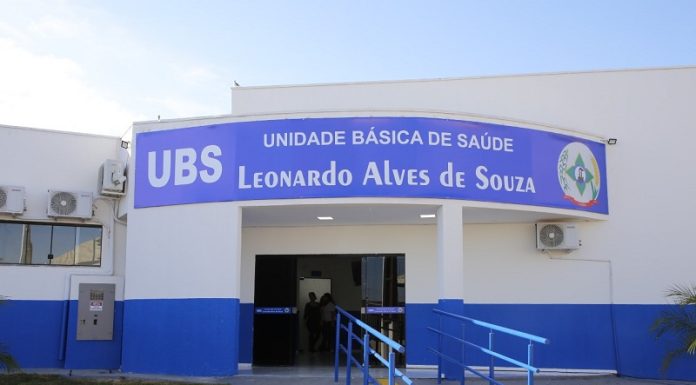 UNIDADE BÁSICA DE SAÚDE
UBS
LEONARDO ALVES DE SOUZA